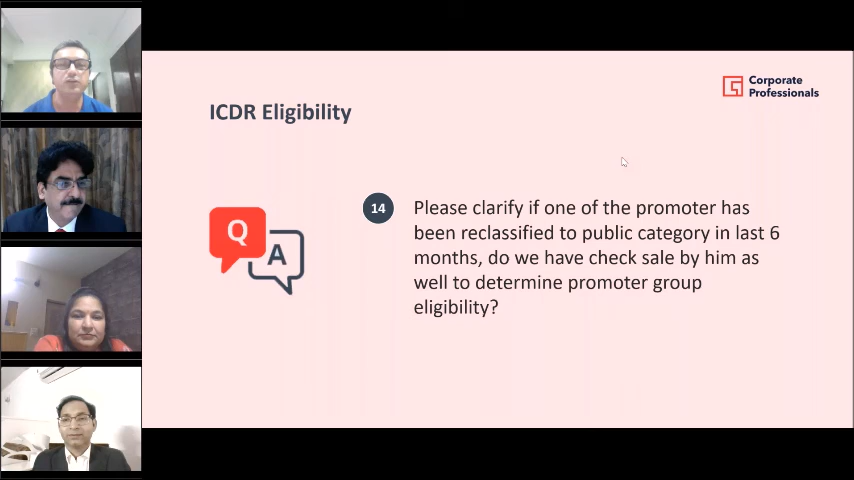 Corporate
Professionals
ICDR Eligibility
Q
A
14
Please clarify if one of the promoter has
been reclassified to public category in last 6
months, do we have check sale by him as
well to determine promoter group
eligibility?